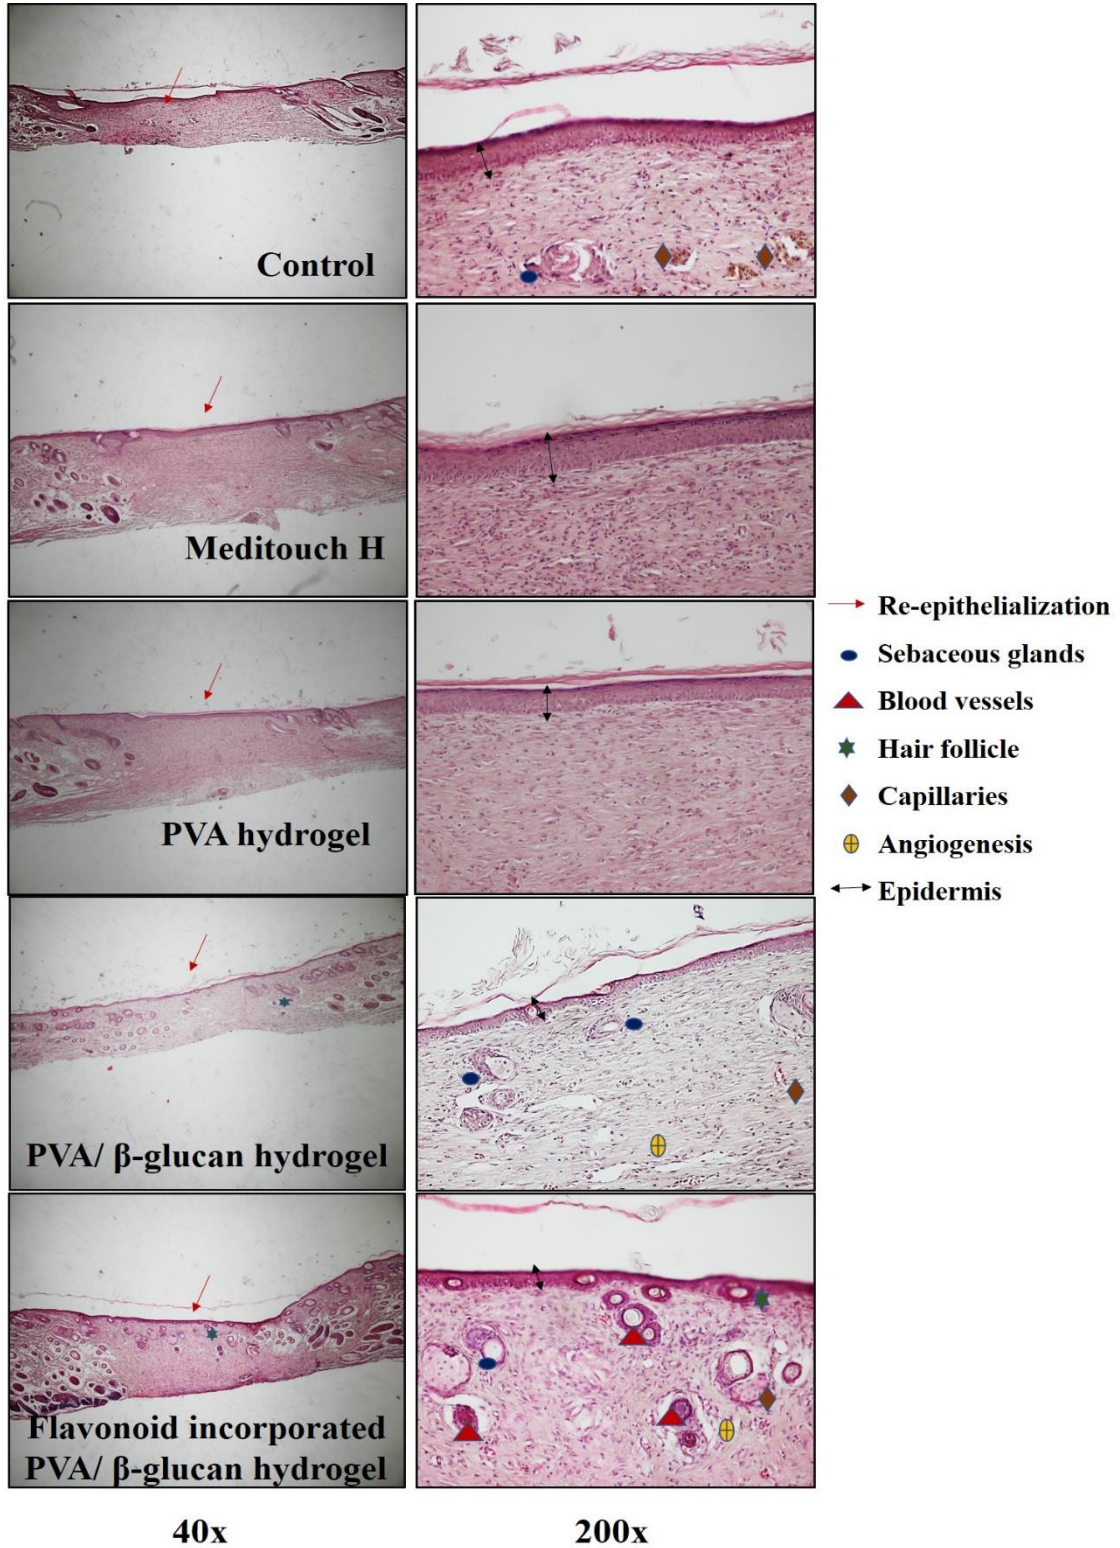 Control
Meditouch H
PVA hydrogel
PVA/ β-glucan hydrogel
Flavonoid incorporated
PVA/ β-glucan hydrogel
40x
200x
Re-epithelialization
Sebaceous glands
Blood vessels
Hair follicle
Capillaries
Angiogenesis
Epidermis